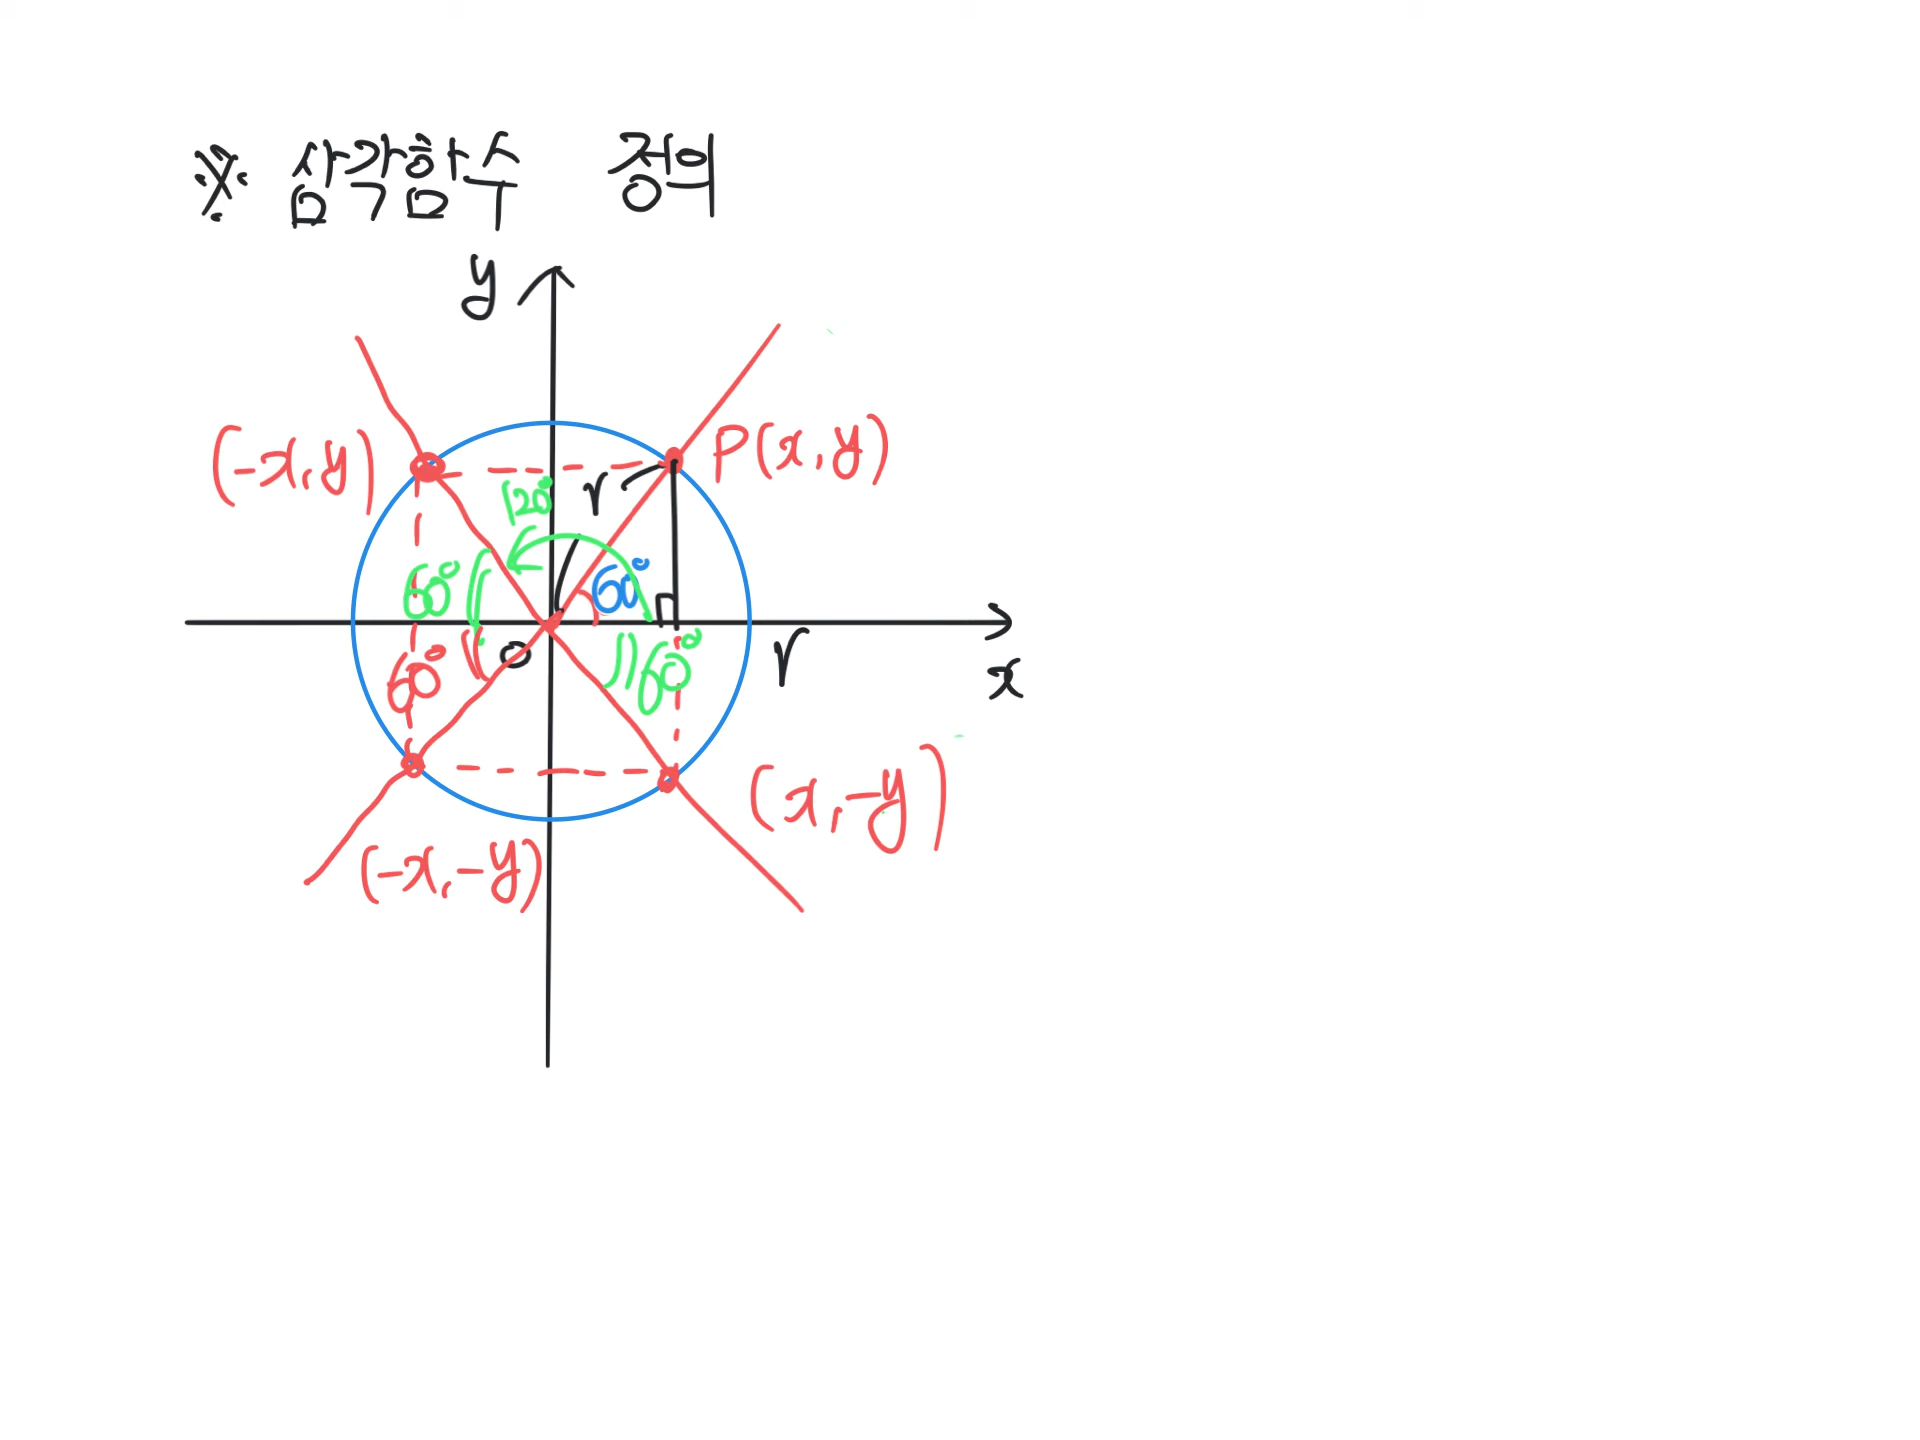 ※ 삼각함수 정의
y
(-x, y)
P(x, y)
r
120°
60°
60°
60°
60°
O
r
x
(x, -y)
(-x, -y)